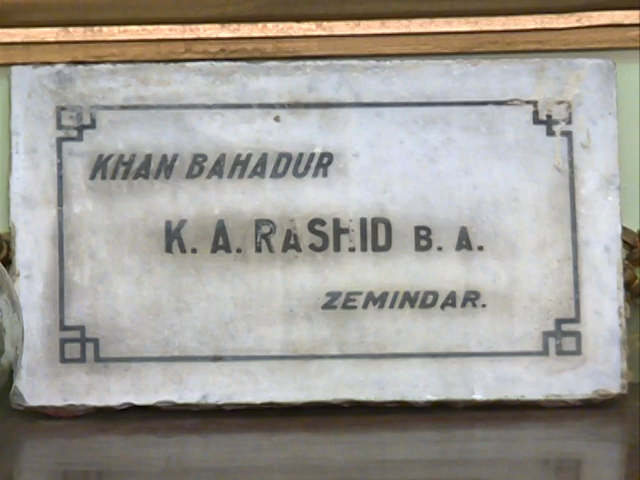 KHAN BAHADUR
K. A. RASHID B. A.
ZEMINDAR.